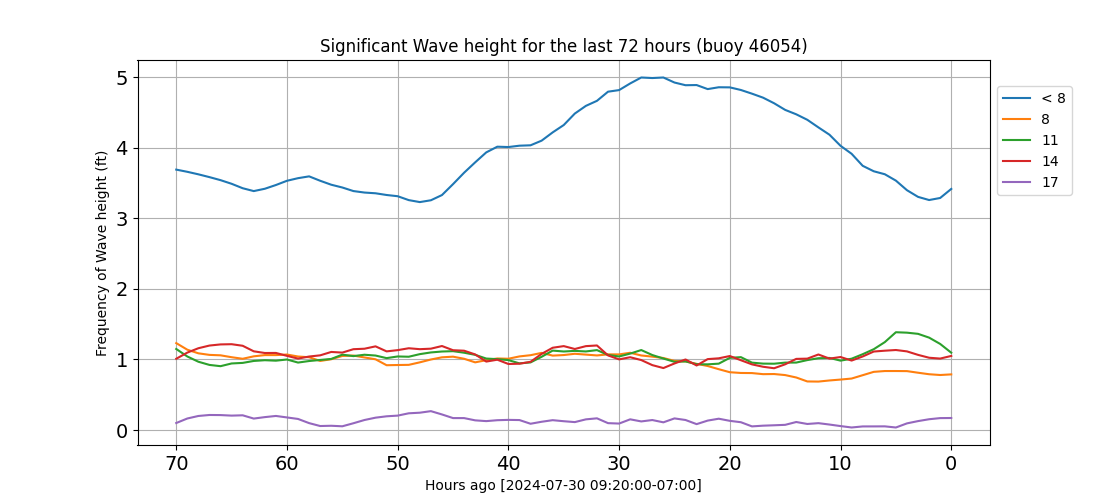 Significant Wave height for the last 72 hours (buoy 46054)
Frequency of Wave height (ft)
5
4
3
2
1
0
70 60 50 40 30 20 10 0
Hours ago [2024-07-30 09:20:00-07:00]
< 8
8
11
14
17